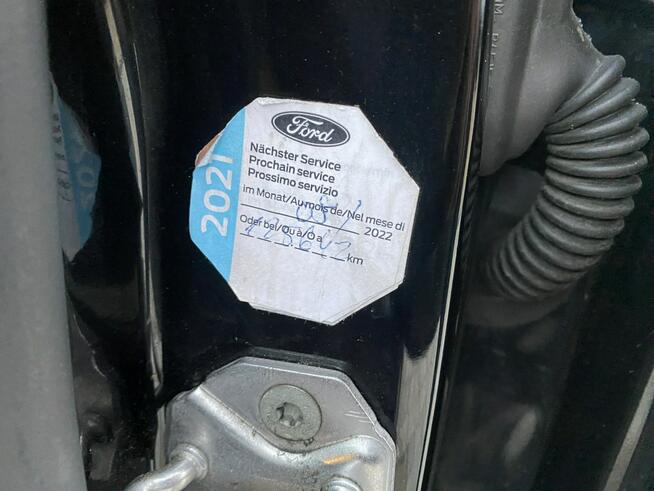 Ford
2021
Nächster Service
Prochain service
Prossimo servizio
im Monat/Au mois de/Nel mese di
2022
Oder bei/Ou à/O a
km